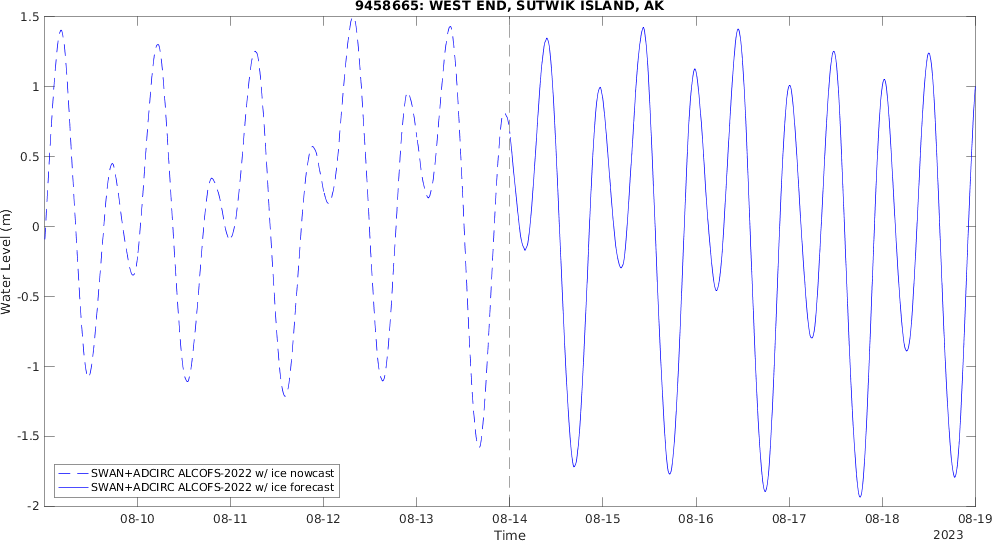 9458665: WEST END, SUTWIK ISLAND, AK
Water Level (m)
1.5
1
0.5
0
-0.5
-1
-1.5
-2
SWAN+ADCIRC ALCOFS-2022 w/ ice nowcast
SWAN+ADCIRC ALCOFS-2022 w/ ice forecast
08-10 08-11 08-12 08-13 08-14 08-15 08-16 08-17 08-18 08-19
Time
2023